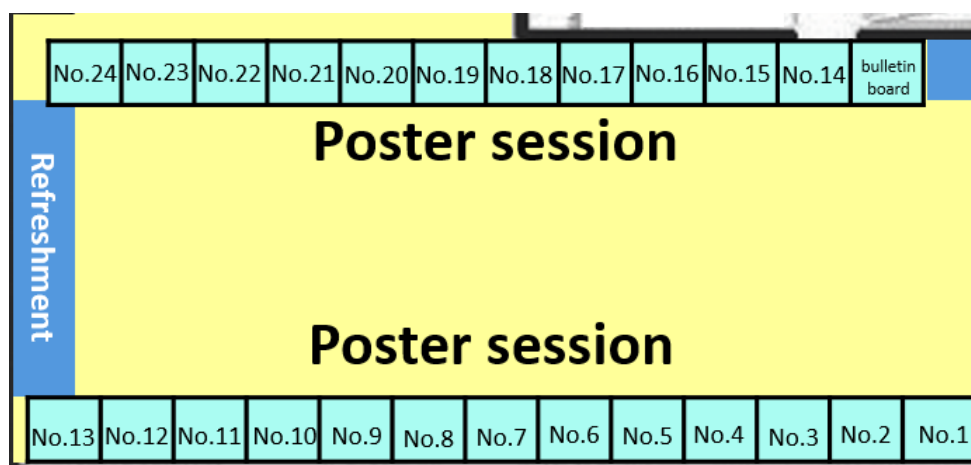 No.24 No.23 No.22 No.21 No.20 No.19 No.18 No.17 No.16 No.15 No.14 bulletin
board
Poster session
Refreshment
Poster session
No.13 No.12 No.11 No.10 No.9 No.8 No.7 No.6 No.5 No.4 No.3 No.2 No.1